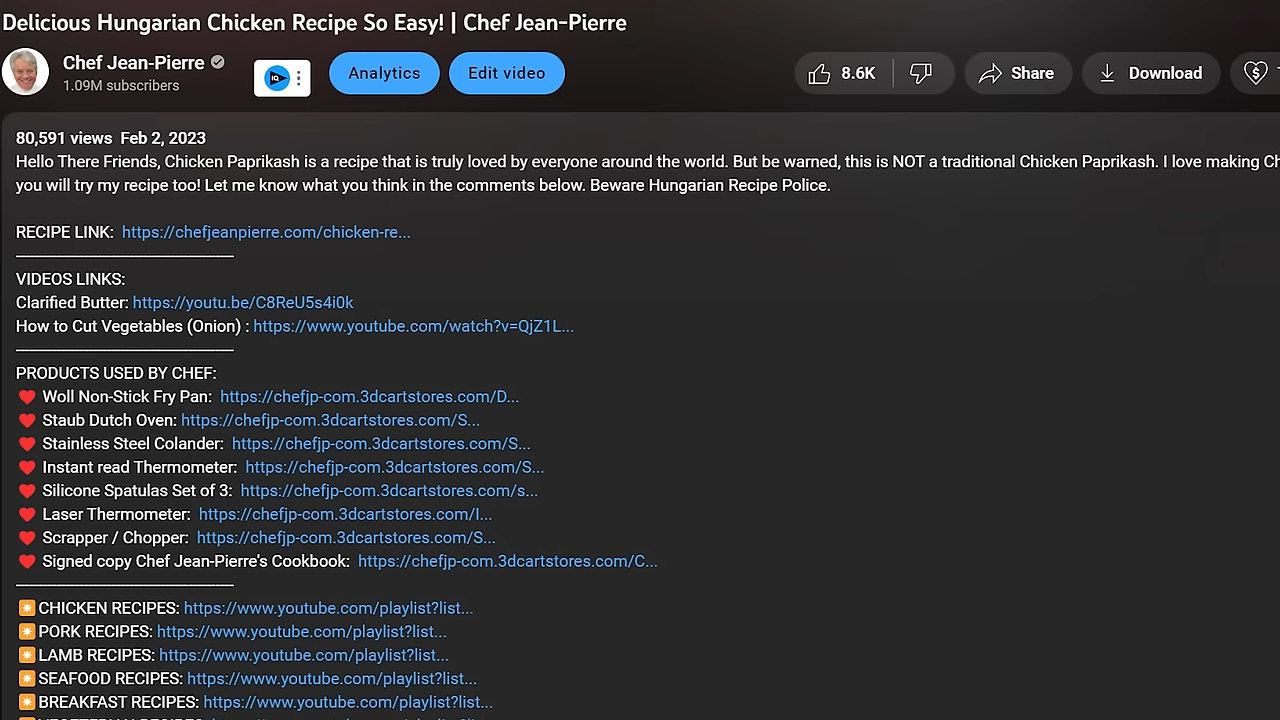 Delicious Hungarian Chicken Recipe So Easy! | Chef Jean-Pierre
Chef Jean-Pierre
1.09M subscribers
IQ
Analytics
Edit video
8.6K
Share
Download
80,591 views Feb 2, 2023
Hello There Friends, Chicken Paprikash is a recipe that is truly loved by everyone around the world. But be warned, this is NOT a traditional Chicken Paprikash. I love making Ch
you will try my recipe too! Let me know what you think in the comments below. Beware Hungarian Recipe Police.
RECIPE LINK: https://chefjeanpierre.com/chicken-re...
------------------------------------------------
VIDEOS LINKS:
Clarified Butter: https://youtu.be/C8ReU5s4i0k
How to Cut Vegetables (Onion) : https://www.youtube.com/watch?v=QjZ1L...
------------------------------------------------
PRODUCTS USED BY CHEF:
❤️ Woll Non-Stick Fry Pan: https://chefjp-com.3dcartstores.com/D...
❤️ Staub Dutch Oven: https://chefjp-com.3dcartstores.com/S...
❤️ Stainless Steel Colander: https://chefjp-com.3dcartstores.com/S...
❤️ Instant read Thermometer: https://chefjp-com.3dcartstores.com/S...
❤️ Silicone Spatulas Set of 3: https://chefjp-com.3dcartstores.com/s...
❤️ Laser Thermometer: https://chefjp-com.3dcartstores.com/I...
❤️ Scrapper / Chopper: https://chefjp-com.3dcartstores.com/S...
❤️ Signed copy Chef Jean-Pierre's Cookbook: https://chefjp-com.3dcartstores.com/C...
------------------------------------------------
✴️CHICKEN RECIPES: https://www.youtube.com/playlist?list...
✴️PORK RECIPES: https://www.youtube.com/playlist?list...
✴️LAMB RECIPES: https://www.youtube.com/playlist?list...
✴️SEAFOOD RECIPES: https://www.youtube.com/playlist?list...
✴️BREAKFAST RECIPES: https://www.youtube.com/playlist?list...